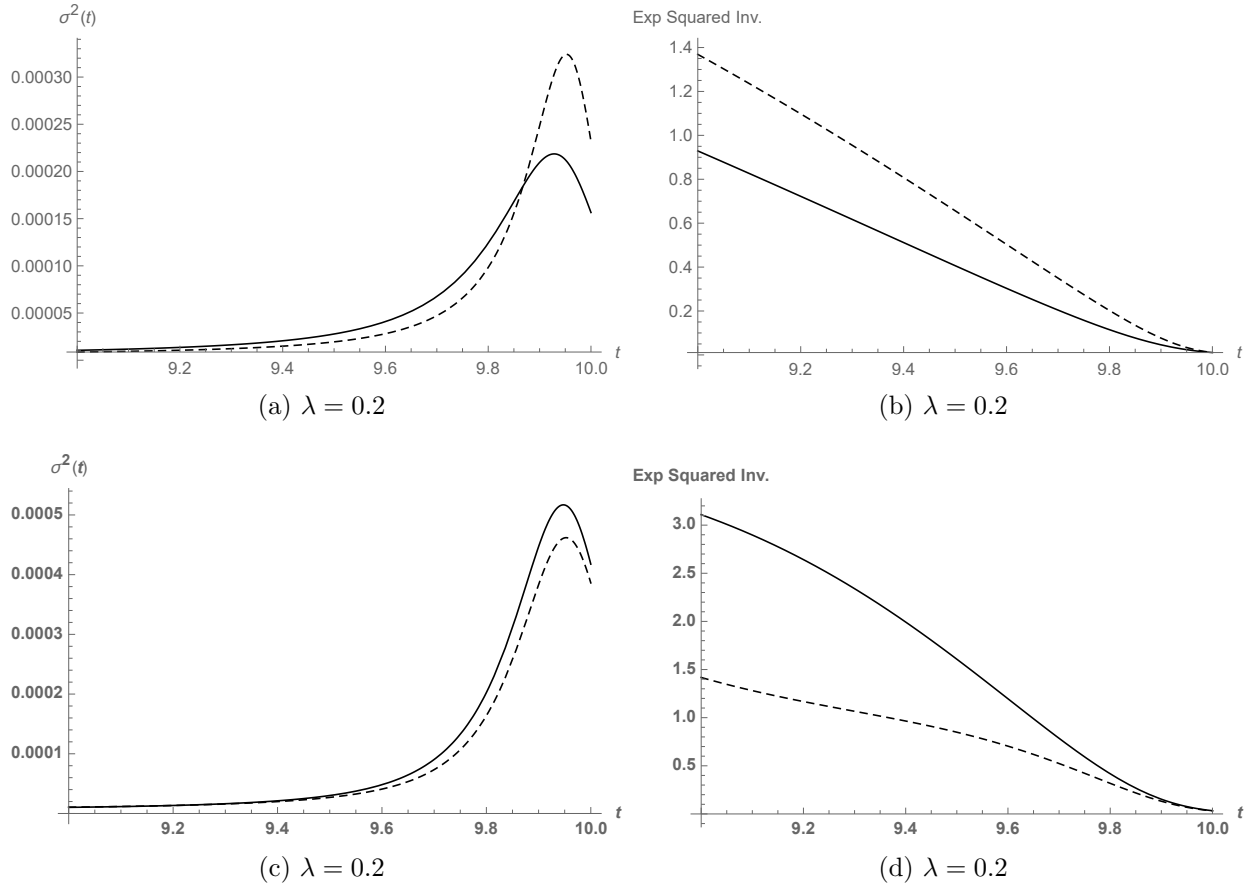 σ²(t)
0.00030
0.00025
0.00020
0.00015
0.00010
0.00005
9.2 9.4 9.6 9.8 10.0 t
(a) λ = 0.2
Exp Squared Inv.
1.4
1.2
1.0
0.8
0.6
0.4
0.2
9.2 9.4 9.6 9.8 10.0 t
(b) λ = 0.2
σ²(t)
0.0005
0.0004
0.0003
0.0002
0.0001
9.2 9.4 9.6 9.8 10.0 t
(c) λ = 0.2
Exp Squared Inv.
3.0
2.5
2.0
1.5
1.0
0.5
9.2 9.4 9.6 9.8 10.0 t
(d) λ = 0.2